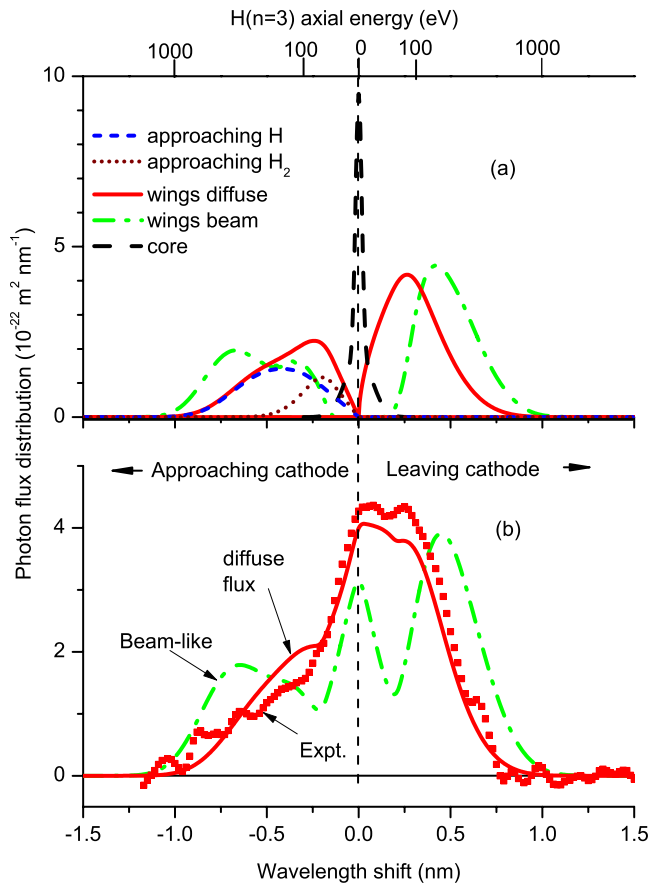 H(n=3) axial energy (eV)
1000 100 0 100 1000
10
approaching H
approaching H2
(a)
wings diffuse
wings beam
5
core
0
Photon flux distribution (10-22 m2 nm-1)
Approaching cathode Leaving cathode
4
(b)
diffuse
flux
Beam-like
2
Expt.
0
-1.5 -1.0 -0.5 0.0 0.5 1.0 1.5
Wavelength shift (nm)